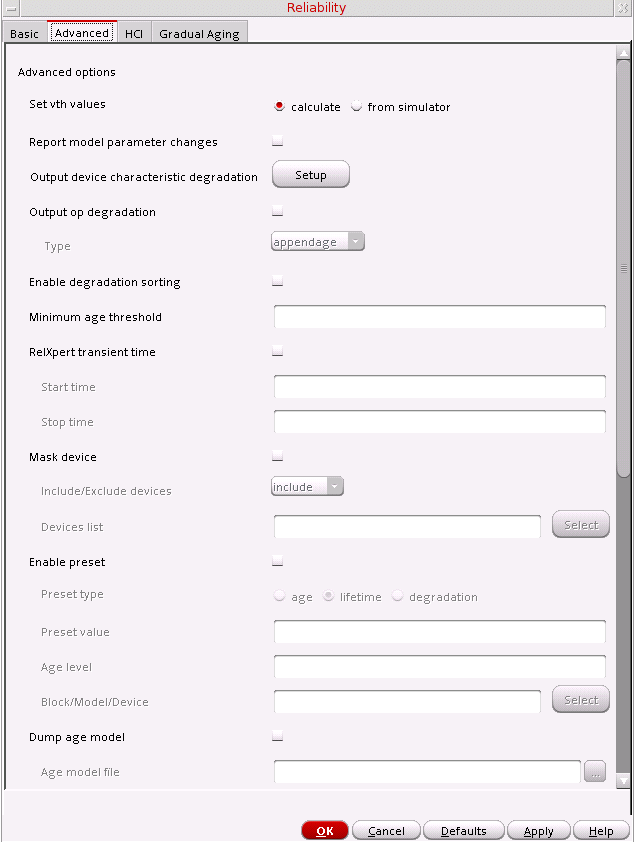 Reliability
Basic Advanced HCI Gradual Aging
Advanced options
Set vth values calculate from simulator
Report model parameter changes
Output device characteristic degradation Setup
Output op degradation
Type appendage
Enable degradation sorting
Minimum age threshold
RelXpert transient time
Start time
Stop time
Mask device
Include/Exclude devices include
Devices list Select
Enable preset
Preset type age lifetime degradation
Preset value
Age level
Block/Model/Device Select
Dump age model
Age model file ...
OK Cancel Defaults Apply Help